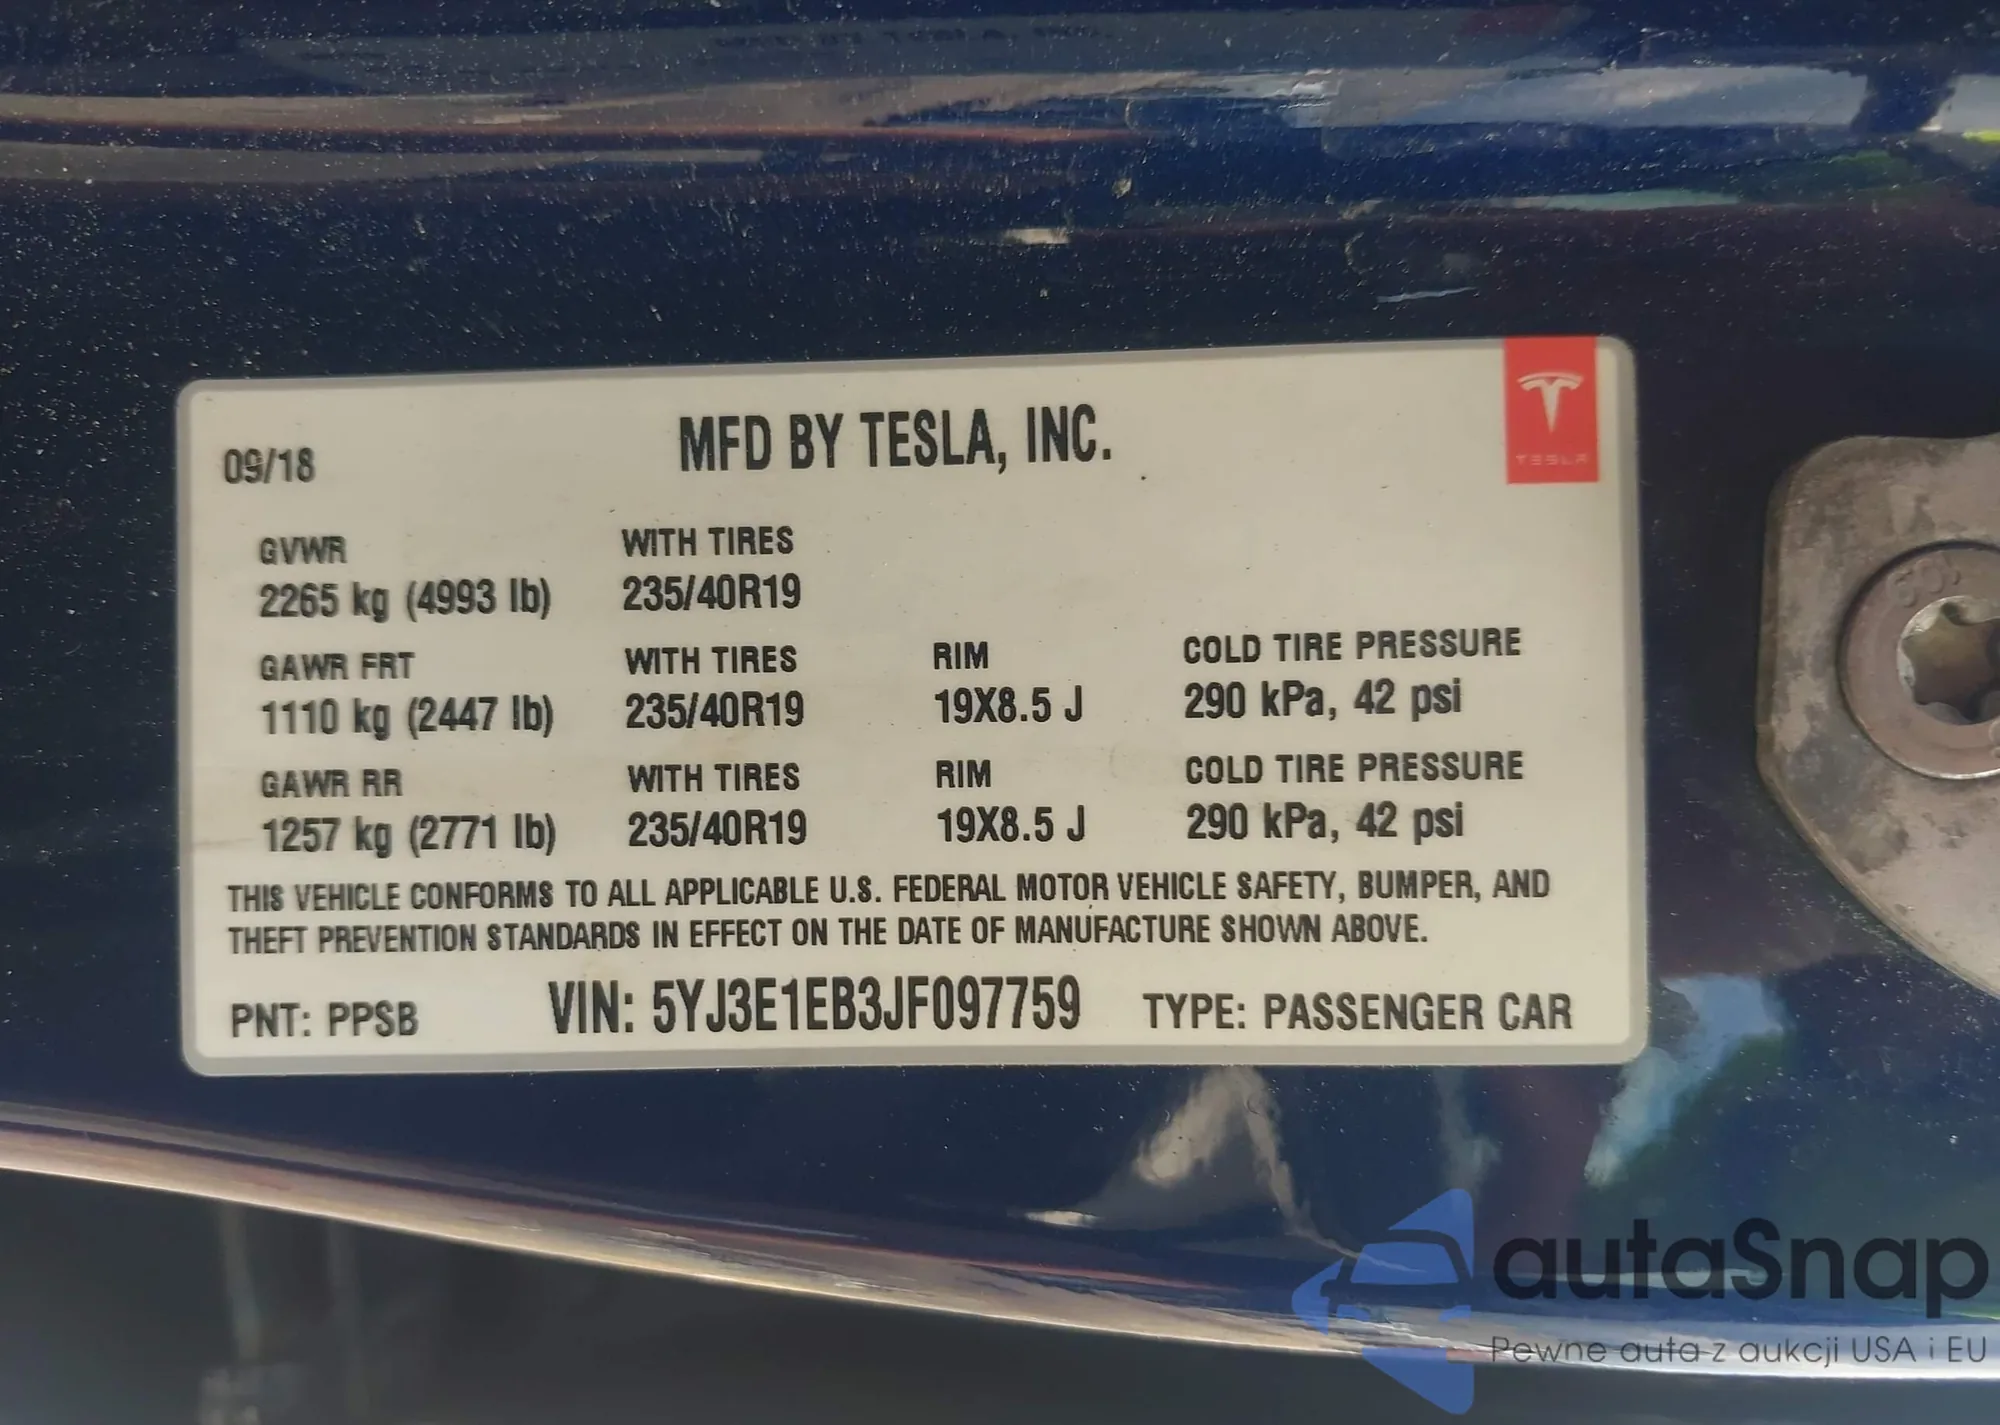 MFD BY TESLA, INC.
TESLA
09/18
GVWR WITH TIRES
2265 kg (4993 lb) 235/40R19
GAWR FRT WITH TIRES RIM COLD TIRE PRESSURE
1110 kg (2447 lb) 235/40R19 19X8.5 J 290 kPa, 42 psi
GAWR RR WITH TIRES RIM COLD TIRE PRESSURE
1257 kg (2771 lb) 235/40R19 19X8.5 J 290 kPa, 42 psi
THIS VEHICLE CONFORMS TO ALL APPLICABLE U.S. FEDERAL MOTOR VEHICLE SAFETY, BUMPER, AND
THEFT PREVENTION STANDARDS IN EFFECT ON THE DATE OF MANUFACTURE SHOWN ABOVE.
PNT: PPSB VIN: 5YJ3E1EB3JF097759 TYPE: PASSENGER CAR
autaSnap
Pewne auta z aukcji USA i EU